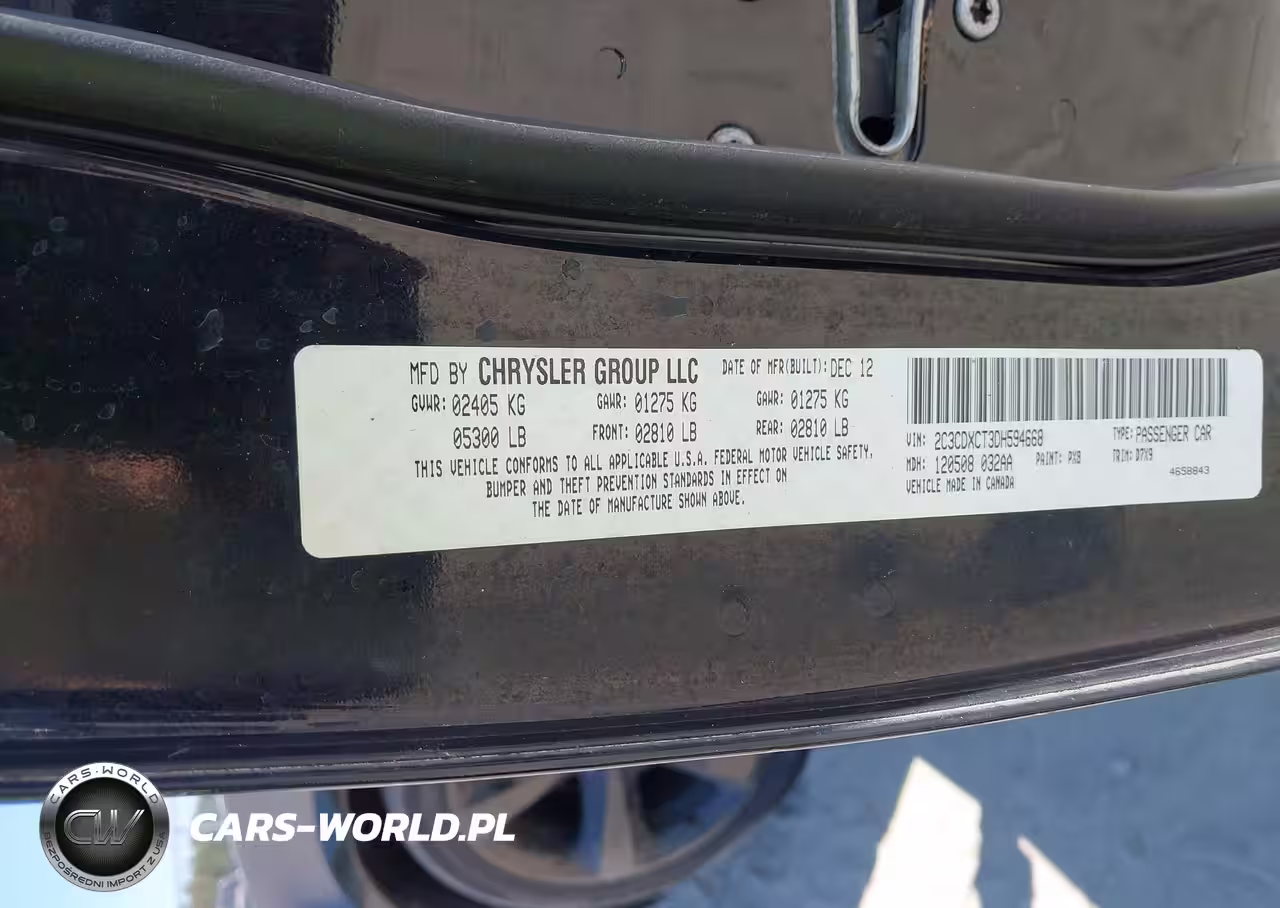 MFD BY CHRYSLER GROUP LLC DATE OF MFR(BUILT): DEC 12
GVWR: 02405 KG GAWR: 01275 KG GAWR: 01275 KG
05300 LB FRONT: 02810 LB REAR: 02810 LB
THIS VEHICLE CONFORMS TO ALL APPLICABLE U.S.A. FEDERAL MOTOR VEHICLE SAFETY,
BUMPER AND THEFT PREVENTION STANDARDS IN EFFECT ON
THE DATE OF MANUFACTURE SHOWN ABOVE.
VIN: 2C3CDXCT3DH594668 TYPE: PASSENGER CAR
MDH: 120508 032AA PAINT: PX8 TRIM: D7X9
VEHICLE MADE IN CANADA 4658843
CARS-WORLD
CW
BEZPOŚREDNI IMPORT Z USA
CARS-WORLD.PL